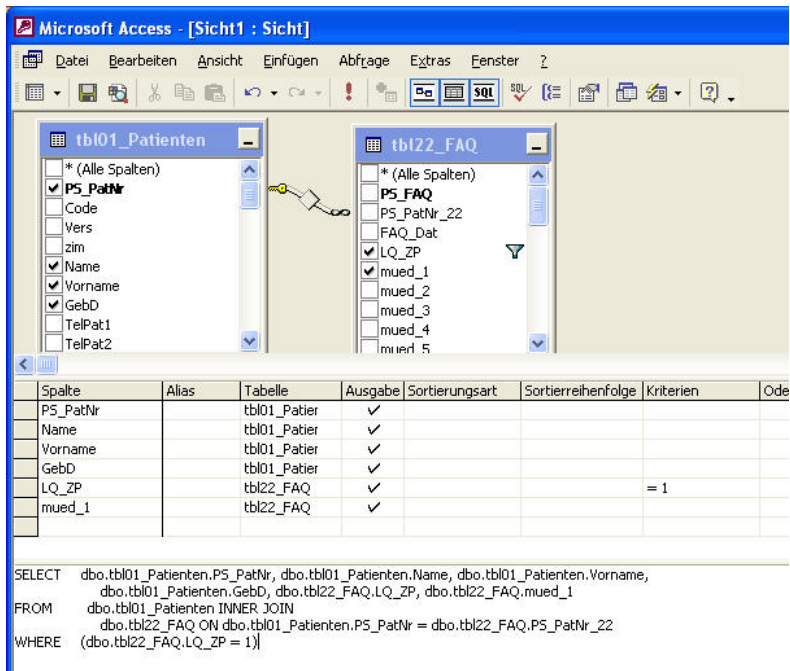 Microsoft Access - [Sicht1 : Sicht]
Datei Bearbeiten Ansicht Einfügen Abfrage Extras Fenster ?
SQL SQL
tbl01_Patienten
* (Alle Spalten)
PS_PatNr
Code
Vers
zim
Name
Vorname
GebD
TelPat1
TelPat2
tbl22_FAQ
* (Alle Spalten)
PS_FAQ
PS_PatNr_22
FAQ_Dat
LQ_ZP
mued_1
mued_2
mued_3
mued_4
mued_5
Spalte Alias Tabelle Ausgabe Sortierungsart Sortierreihenfolge Kriterien Ode
PS_PatNr tbl01_Patier
Name tbl01_Patier
Vorname tbl01_Patier
GebD tbl01_Patier
LQ_ZP tbl22_FAQ = 1
mued_1 tbl22_FAQ
SELECT dbo.tbl01_Patienten.PS_PatNr, dbo.tbl01_Patienten.Name, dbo.tbl01_Patienten.Vorname,
dbo.tbl01_Patienten.GebD, dbo.tbl22_FAQ.LQ_ZP, dbo.tbl22_FAQ.mued_1
FROM dbo.tbl01_Patienten INNER JOIN
dbo.tbl22_FAQ ON dbo.tbl01_Patienten.PS_PatNr = dbo.tbl22_FAQ.PS_PatNr_22
WHERE (dbo.tbl22_FAQ.LQ_ZP = 1)